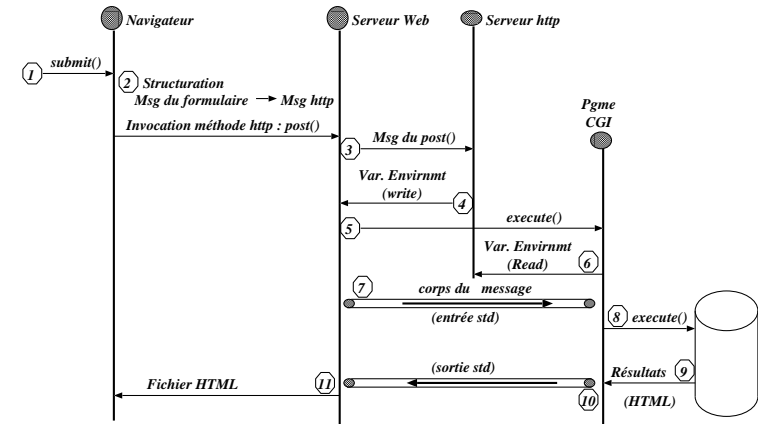 Navigateur
Serveur Web
Serveur http
1
submit()
2
Structuration
Msg du formulaire → Msg http
Pgme
CGI
Invocation méthode http : post()
3
Msg du post()
Var. Envirnmt
(write)
4
5
execute()
Var. Envirnmt
(Read)
6
7
corps du message
(entrée std)
8
execute()
(sortie std)
Résultats
9
Fichier HTML
11
10
(HTML)